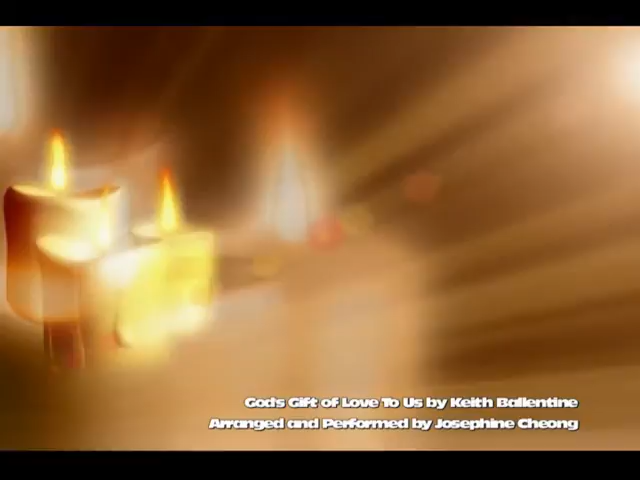 God's Gift of Love To Us by Keith Ballentine
Arranged and Performed by Josephine Cheong